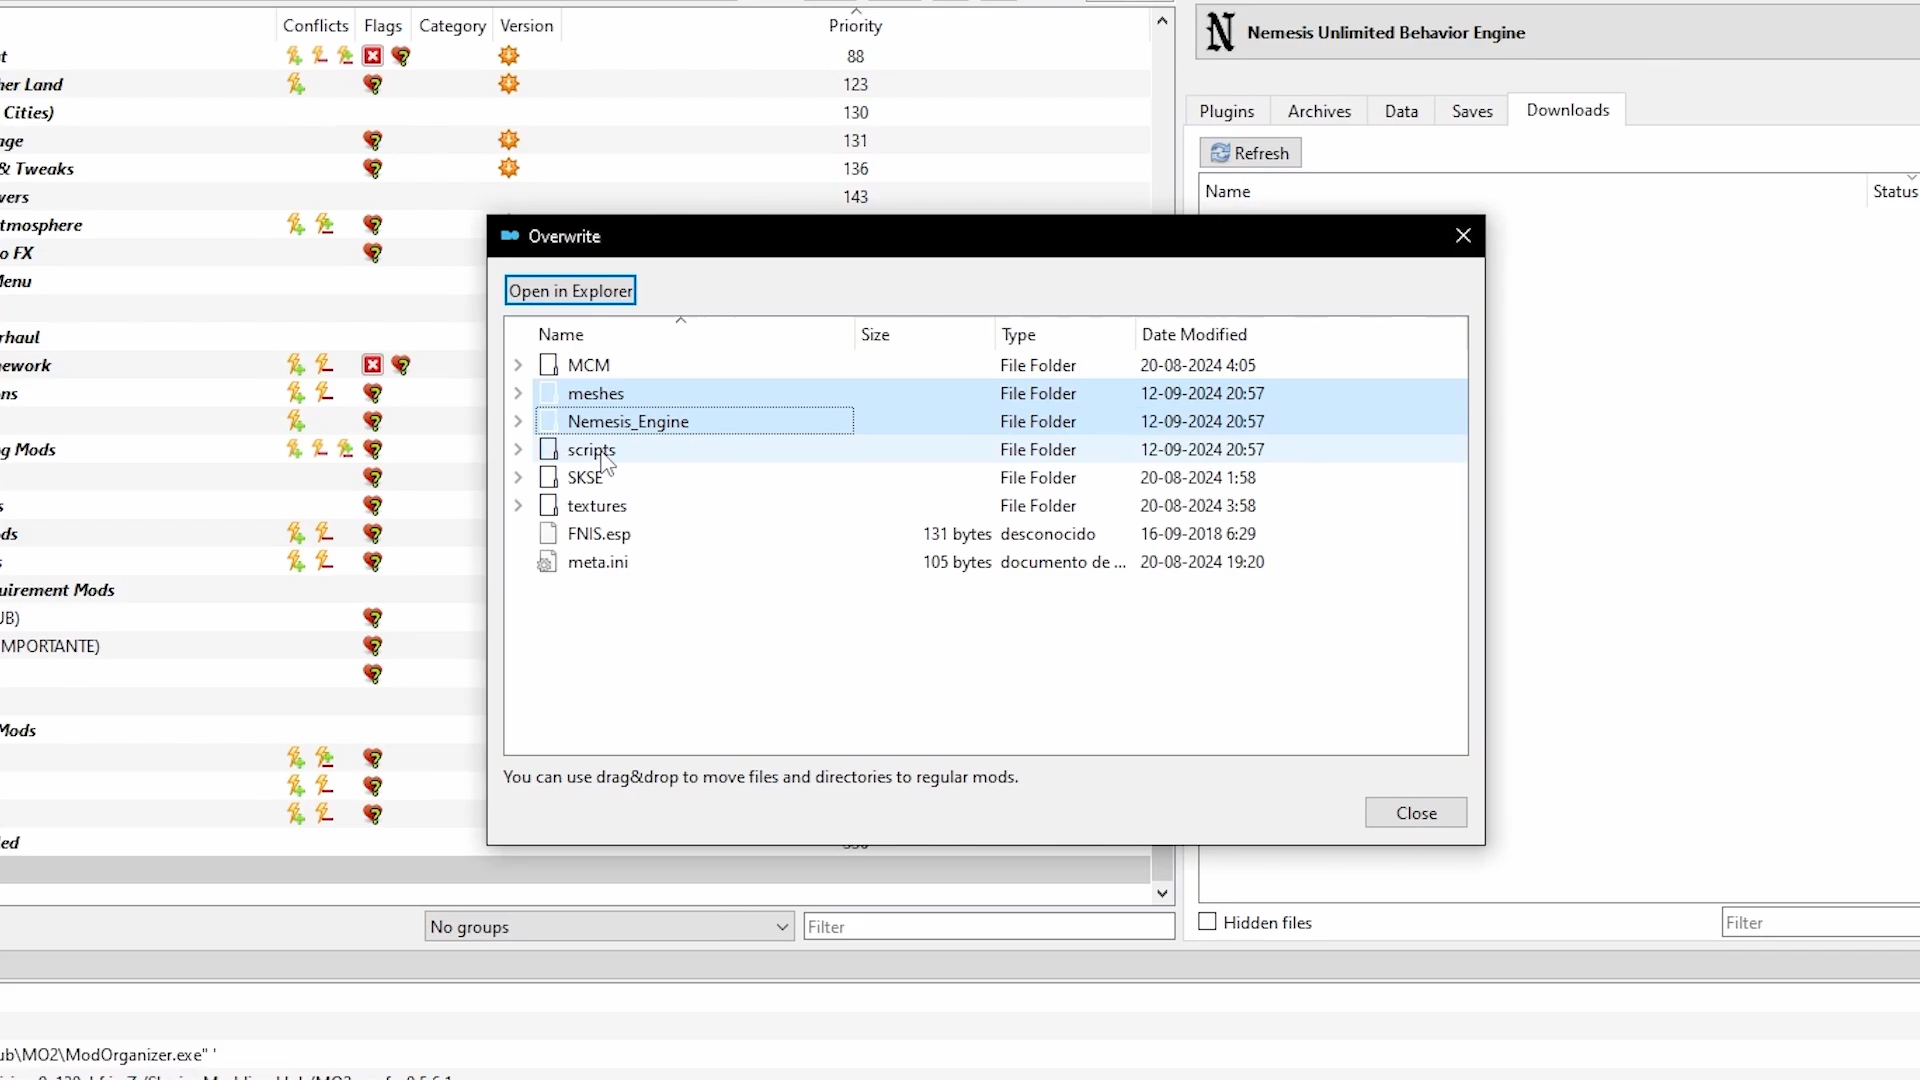 Conflicts Flags Category Version Priority
t 88
her Land 123
Cities) 130
age 131
& Tweaks 136
vers 143
tmosphere
o FX
Menu
rhaul
ework
ns
g Mods
s
ds
s
uirement Mods
UB)
IMPORTANTE)
Mods
led
No groups
Filter
Nemesis Unlimited Behavior Engine
Plugins Archives Data Saves Downloads
Refresh
Name Status
Hidden files
Filter
Overwrite
Open in Explorer
Name Size Type Date Modified
MCM File Folder 20-08-2024 4:05
meshes File Folder 12-09-2024 20:57
Nemesis_Engine File Folder 12-09-2024 20:57
scripts File Folder 12-09-2024 20:57
SKSE File Folder 20-08-2024 1:58
textures File Folder 20-08-2024 3:58
FNIS.esp 131 bytes desconocido 16-09-2018 6:29
meta.ini 105 bytes documento de ... 20-08-2024 19:20
You can use drag&drop to move files and directories to regular mods.
Close
ub\MO2\ModOrganizer.exe" '